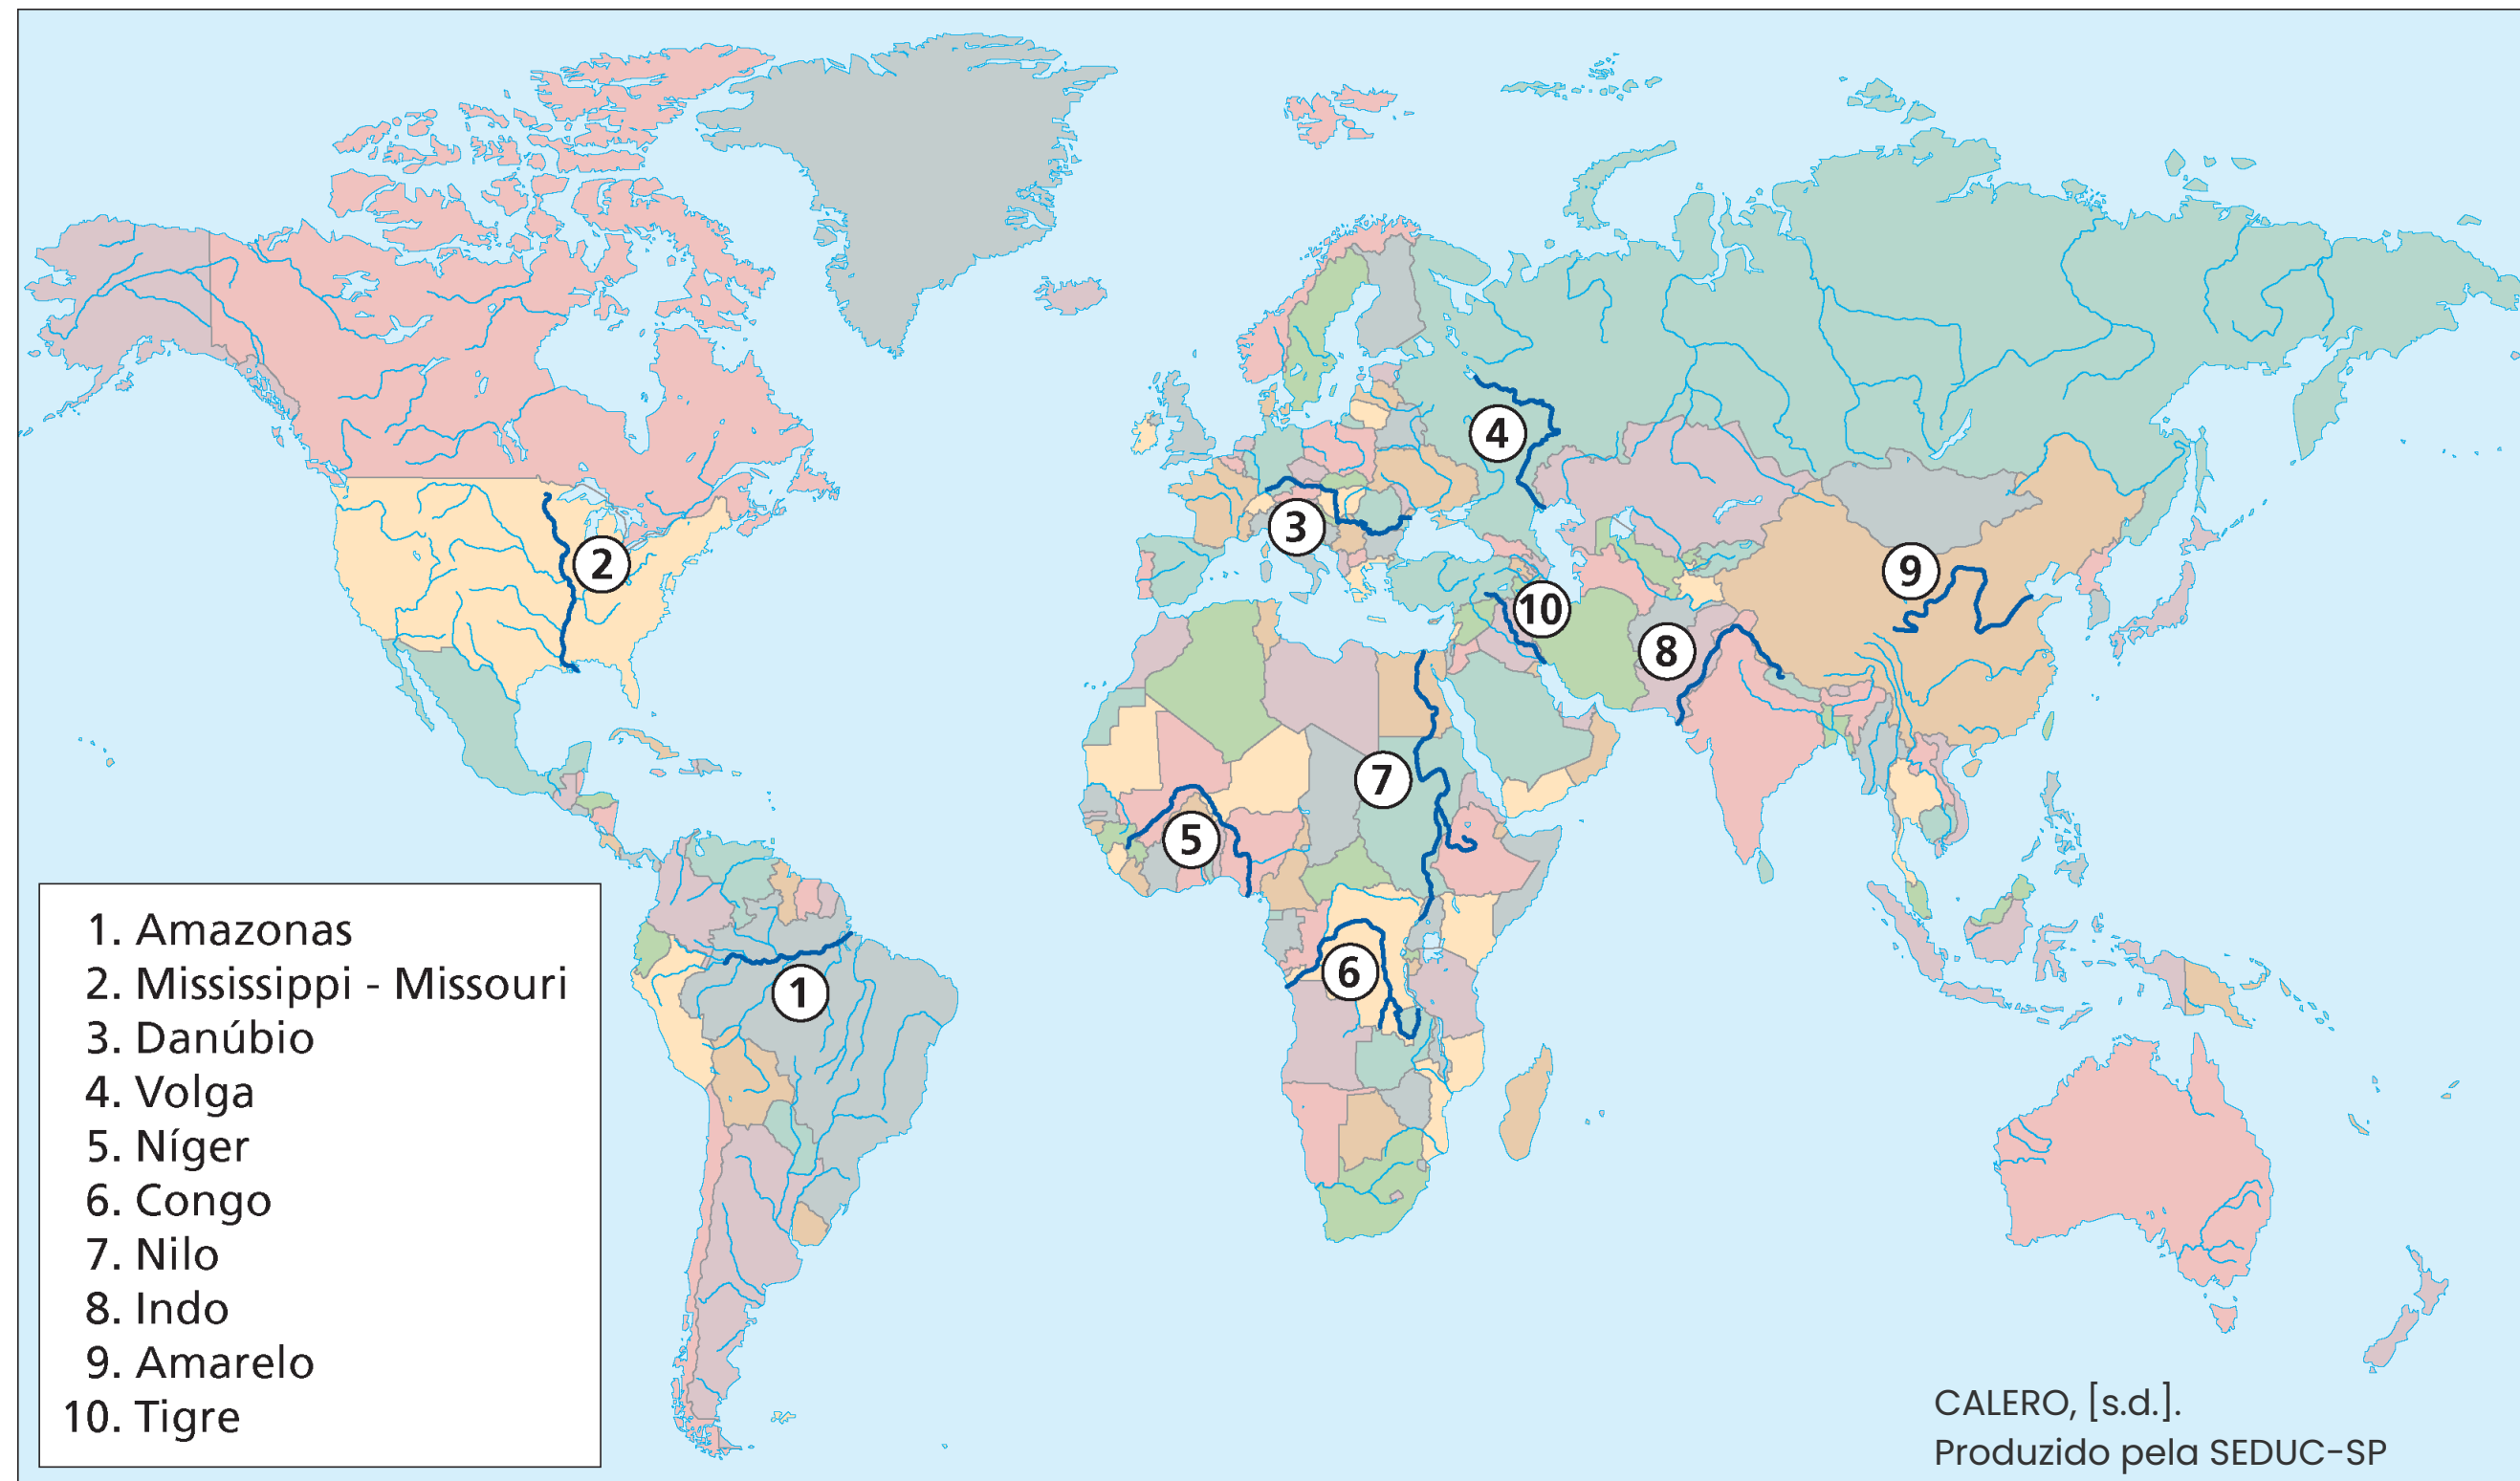 4
2
3
9
10
8
7
5
6
1
1. Amazonas
2. Mississippi - Missouri
3. Danúbio
4. Volga
5. Níger
6. Congo
7. Nilo
8. Indo
9. Amarelo
10. Tigre
CALERO, [s.d.].
Produzido pela SEDUC-SP